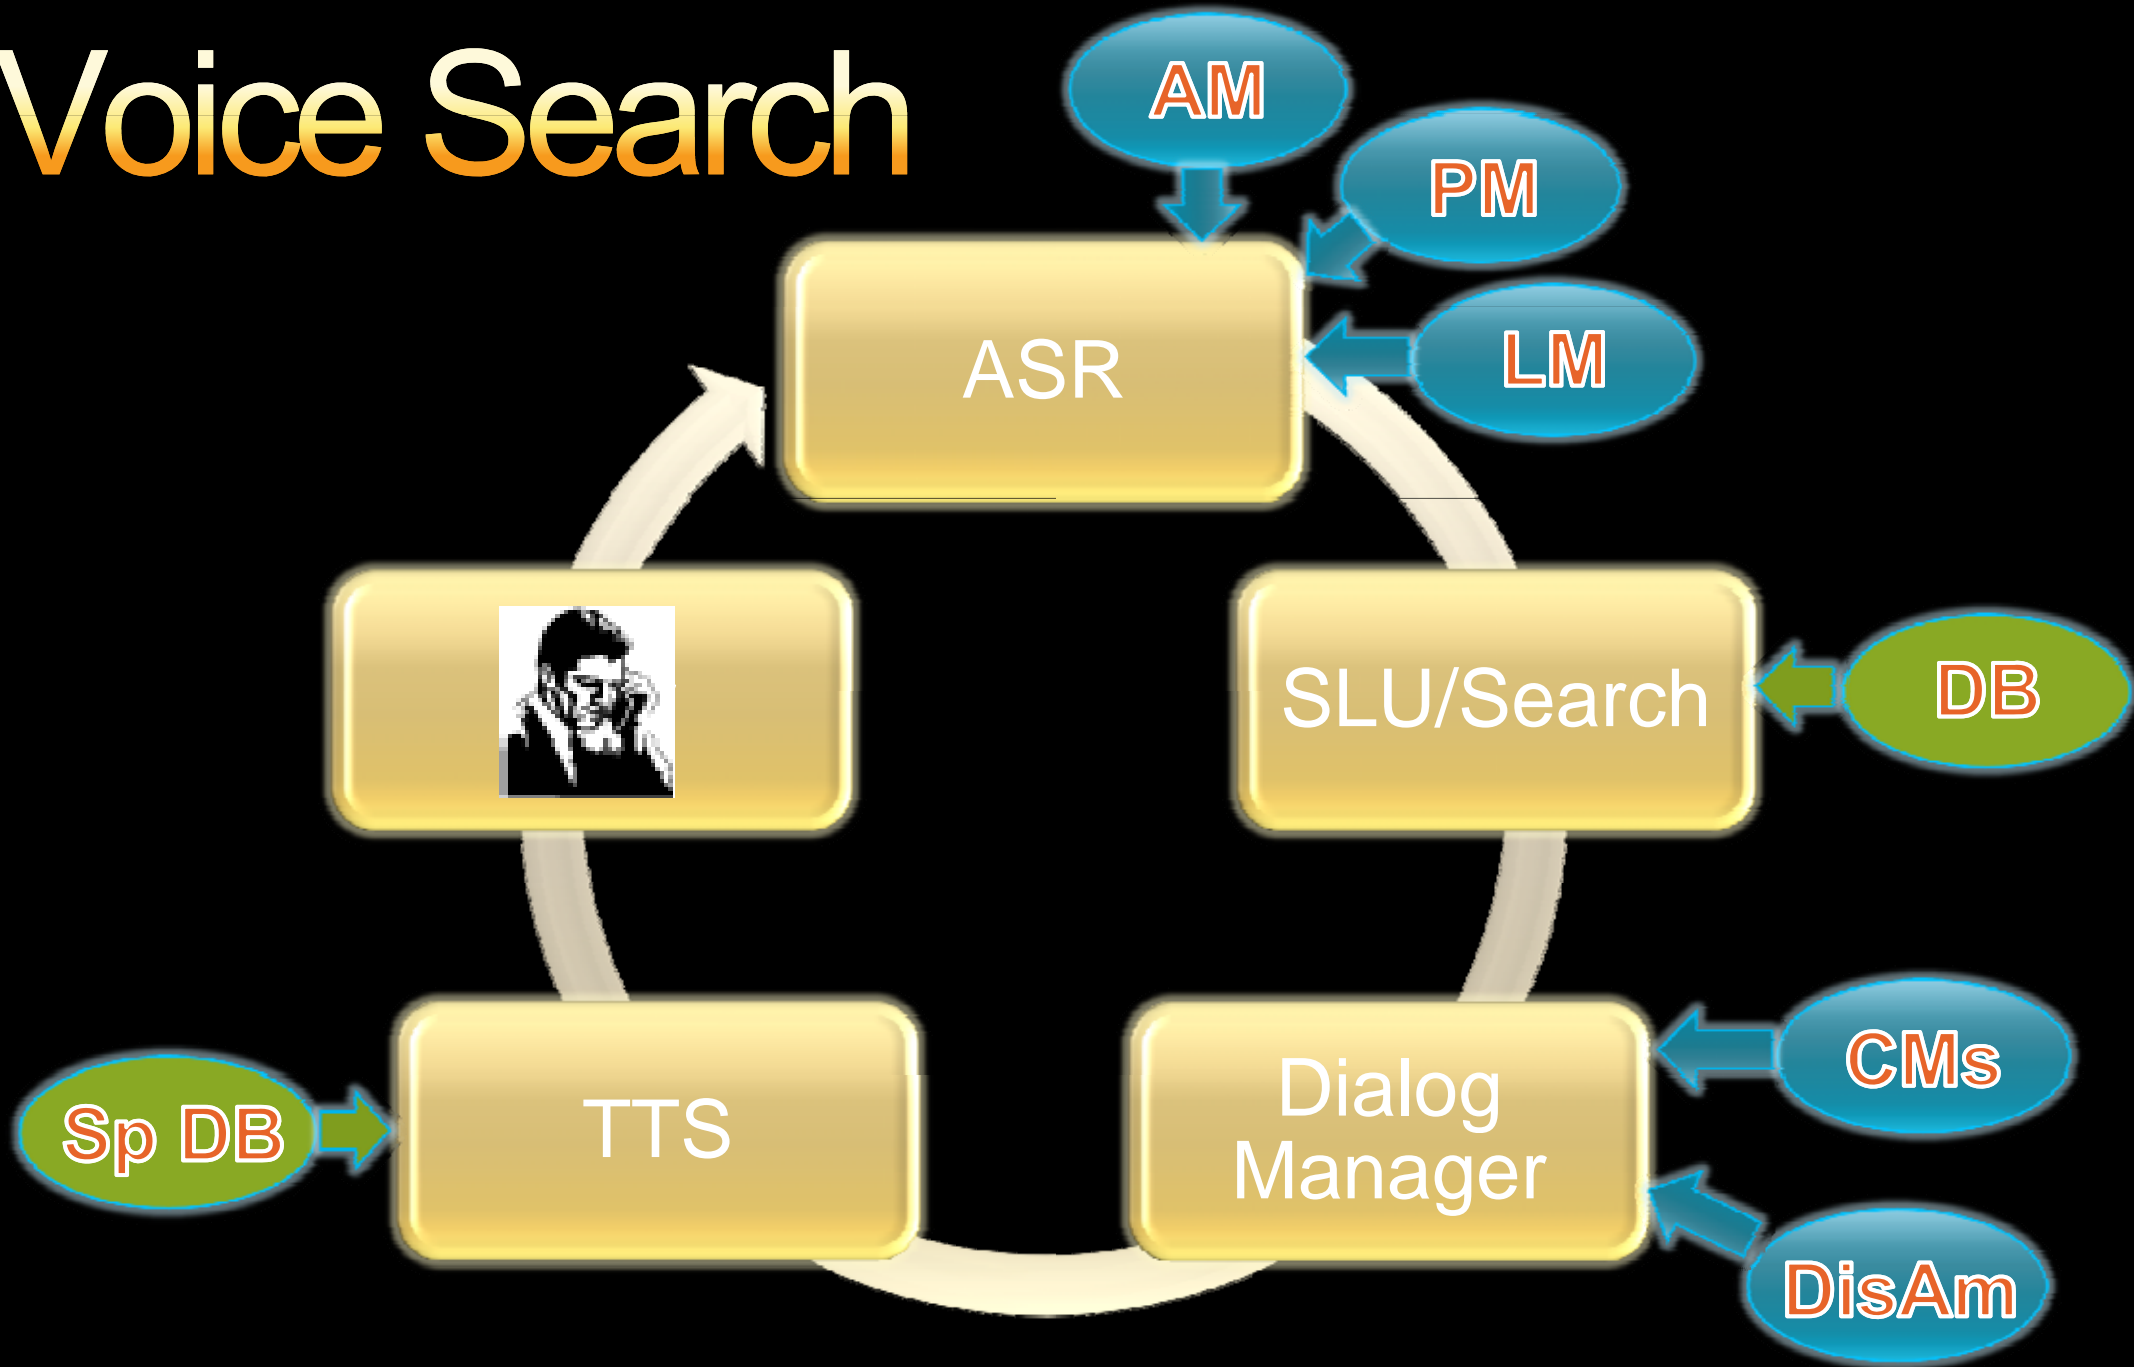 Voice Search
AM
PM
LM
ASR
SLU/Search
DB
CMs
Dialog
Manager
DisAm
TTS
Sp DB